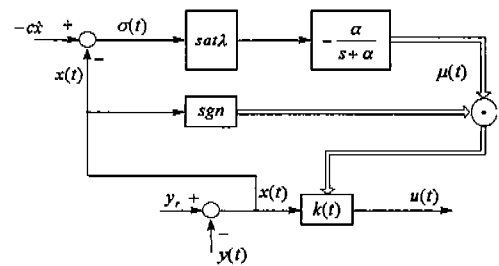 −cẋ + − σ(t) satλ − α/(s + α) μ(t)
x(t)
sgn
y_r + − x(t) k(t) u(t)
y(t)